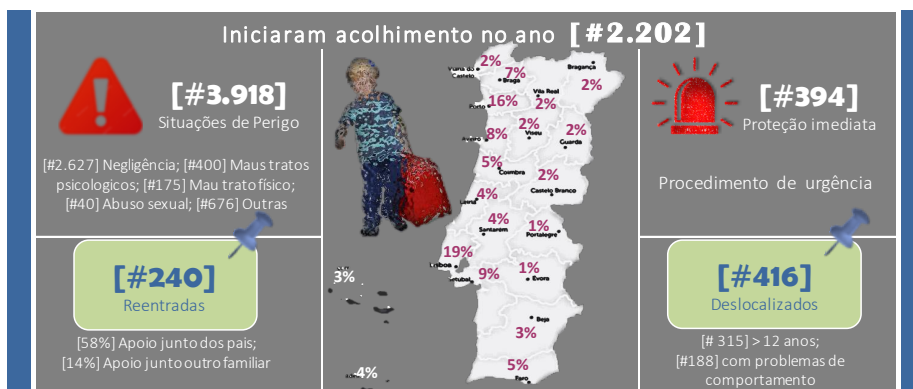 Iniciaram acolhimento no ano [#2.202]
[#3.918]
Situações de Perigo
[#2.627] Negligência; [#400] Maus tratos
psicologicos; [#175] Mau trato físico;
[#40] Abuso sexual; [#676] Outras
[#240]
Reentradas
[58%] Apoio junto dos pais;
[14%] Apoio junto outro familiar
2%
Viana do
Castelo
7%
Braga
Bragança
2%
Vila Real
2%
Porto
16%
8%
2%
Viseu
2%
Guarda
5%
Coimbra
2%
Castelo Branco
4%
Leiria
4%
Santarém
1%
Portalegre
19%
Lisboa
9%
Setubal
1%
Évora
3%
Beja
3%
5%
Faro
4%
[#394]
Proteção imediata
Procedimento de urgência
[#416]
Deslocalizados
[# 315] > 12 anos;
[#188] com problemas de
comportamento